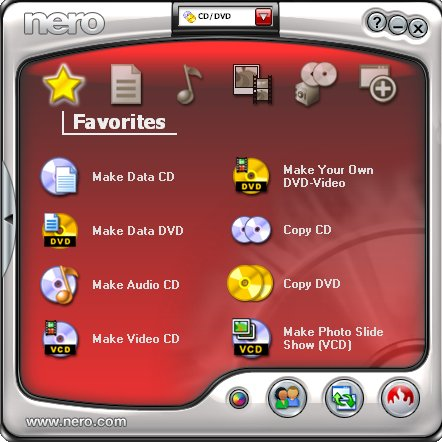 nero
CD/DVD
?
Favorites
Make Data CD
Make Your Own
DVD-Video
DVD
Make Data DVD
DVD
Copy CD
Make Audio CD
Copy DVD
Make Video CD
VCD
Make Photo Slide
Show (VCD)
VCD
www.nero.com